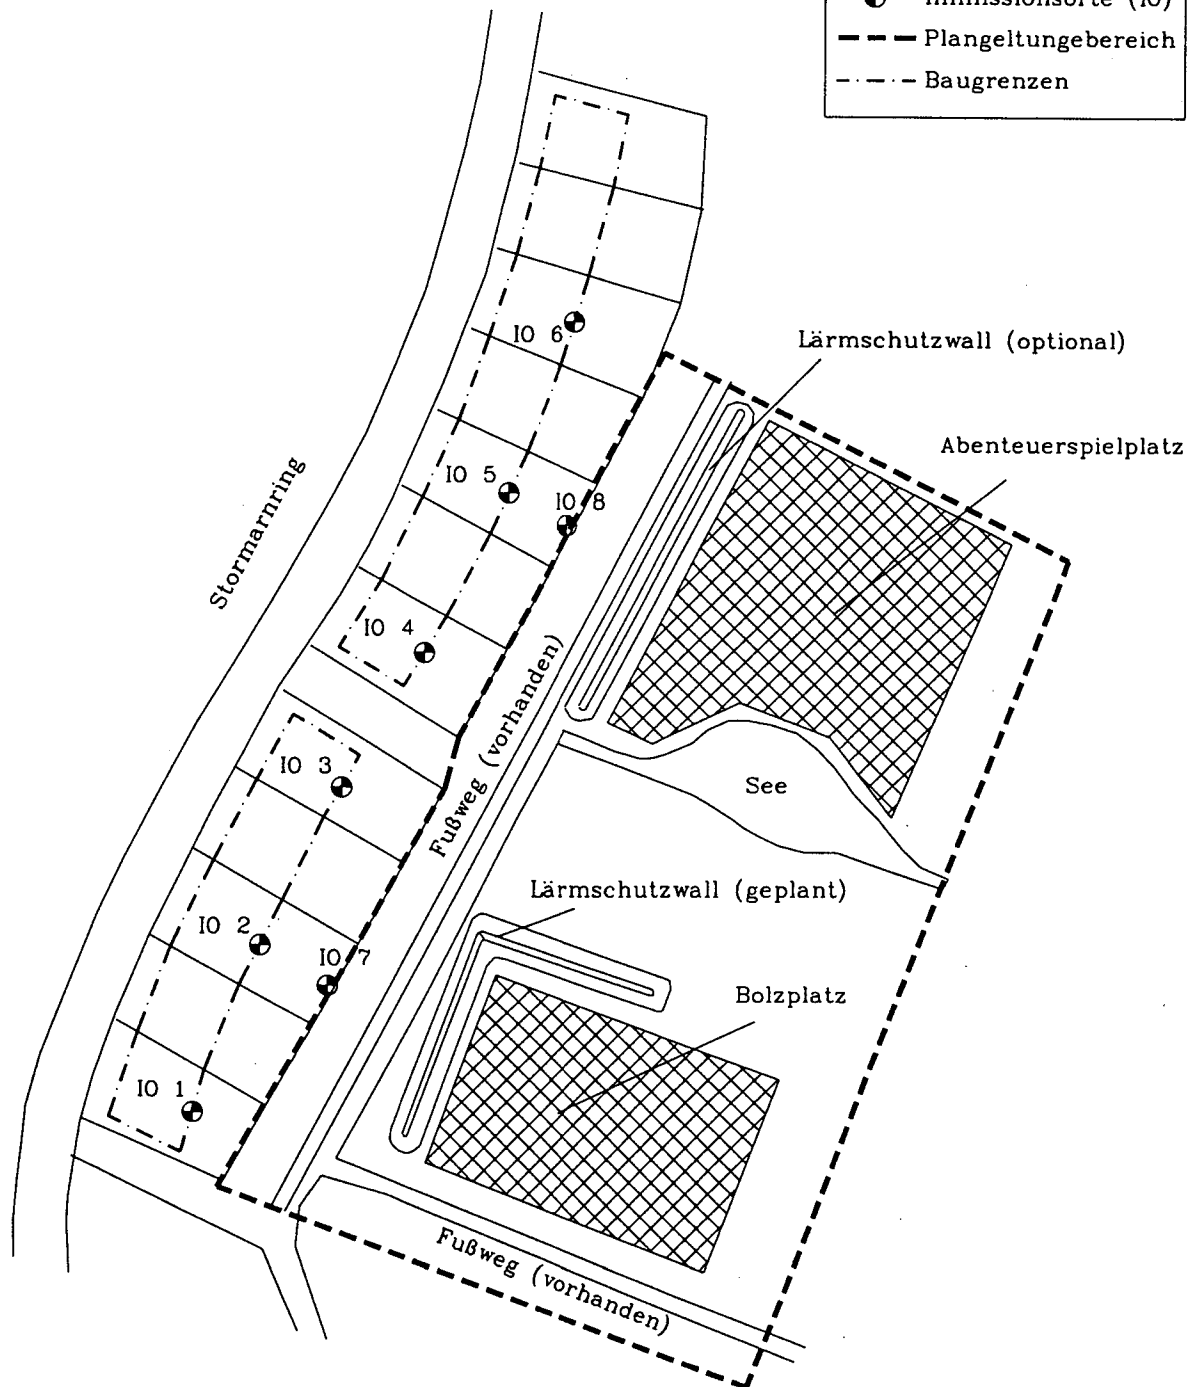 Immissionsorte (IO)
Plangeltungebereich
Baugrenzen
Lärmschutzwall (optional)
IO 6
Abenteuerspielplatz
IO 5
IO 8
Stormarnring
IO 4
Fußweg (vorhanden)
IO 3
See
Lärmschutzwall (geplant)
IO 2
IO 7
Bolzplatz
IO 1
Fußweg (vorhanden)